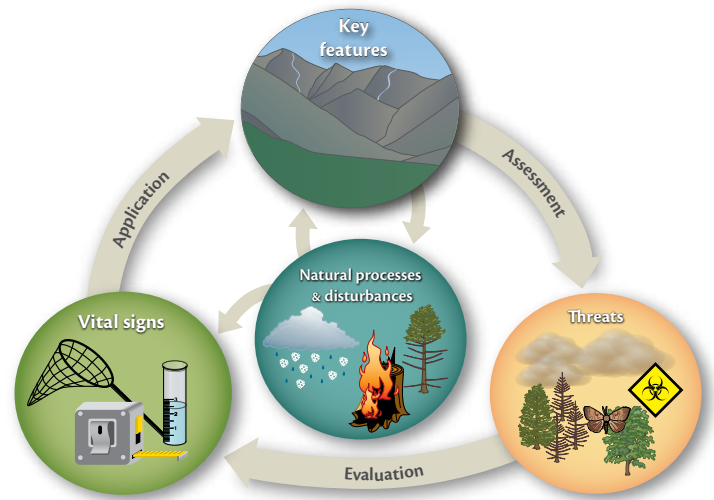 Key
features
Assessment
Application
Natural processes
& disturbances
Vital signs
Threats
Evaluation